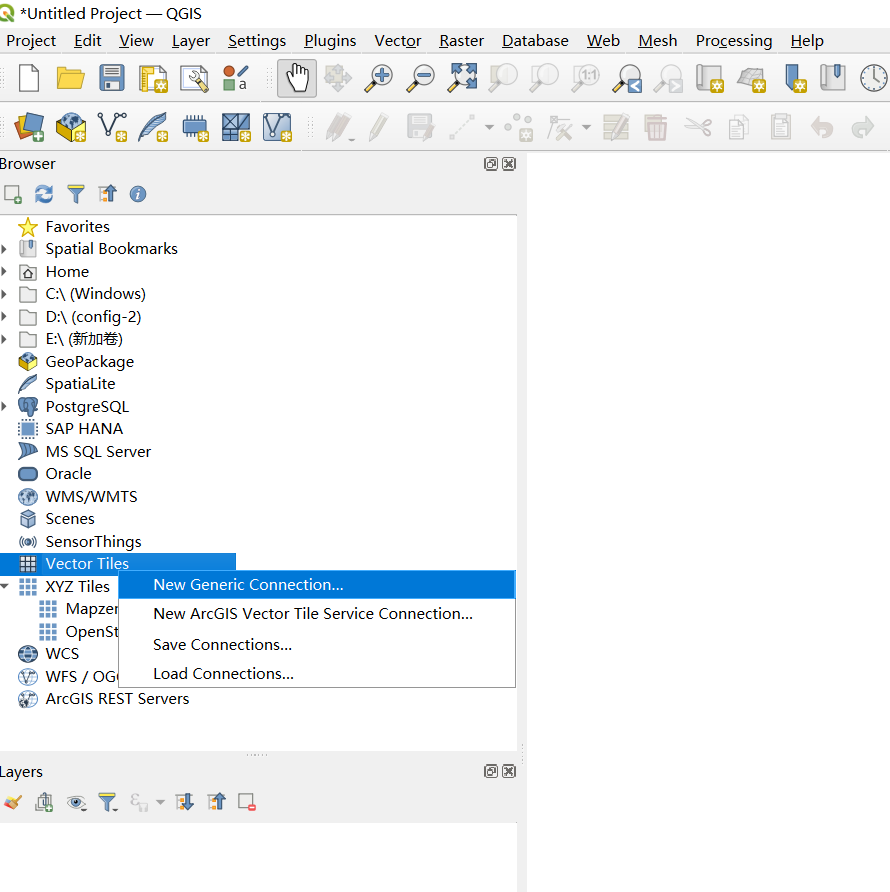 *Untitled Project — QGIS
Project Edit View Layer Settings Plugins Vector Raster Database Web Mesh Processing Help
Browser
Favorites
Spatial Bookmarks
Home
C:\ (Windows)
D:\ (config-2)
E:\ (新加卷)
GeoPackage
SpatiaLite
PostgreSQL
SAP HANA
MS SQL Server
Oracle
WMS/WMTS
Scenes
SensorThings
Vector Tiles
XYZ Tiles
New Generic Connection...
Mapzen
New ArcGIS Vector Tile Service Connection...
OpenSt
WCS
Save Connections...
WFS / OG
Load Connections...
ArcGIS REST Servers
Layers